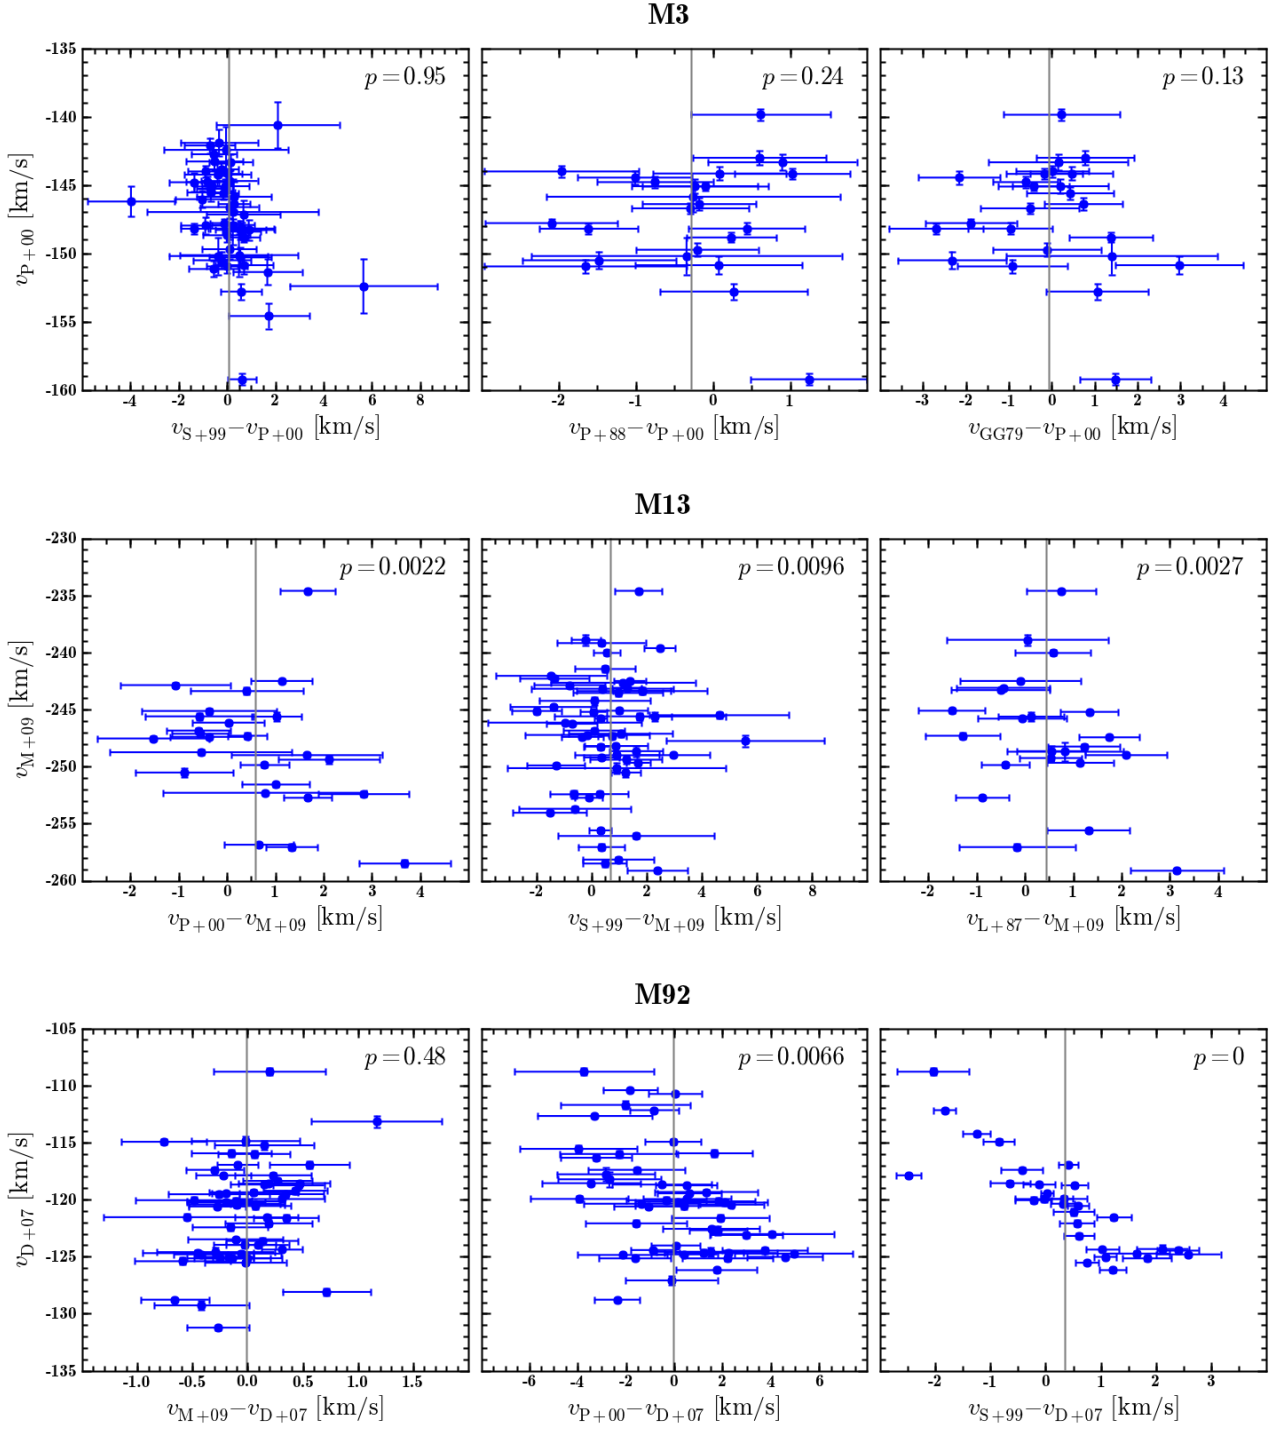 M3
-135
-140
-145
-150
-155
-160
v_P+00 [km/s]
p=0.95
p=0.24
p=0.13
-4 -2 0 2 4 6 8
-2 -1 0 1
-3 -2 -1 0 1 2 3 4
v_S+99−v_P+00 [km/s]
v_P+88−v_P+00 [km/s]
v_GG79−v_P+00 [km/s]
M13
-230
-235
-240
-245
-250
-255
-260
v_M+09 [km/s]
p=0.0022
p=0.0096
p=0.0027
-2 -1 0 1 2 3 4
-2 0 2 4 6 8
-2 -1 0 1 2 3 4
v_P+00−v_M+09 [km/s]
v_S+99−v_M+09 [km/s]
v_L+87−v_M+09 [km/s]
M92
-105
-110
-115
-120
-125
-130
-135
v_D+07 [km/s]
p=0.48
p=0.0066
p=0
-1.0 -0.5 0.0 0.5 1.0 1.5
-6 -4 -2 0 2 4 6
-2 -1 0 1 2 3
v_M+09−v_D+07 [km/s]
v_P+00−v_D+07 [km/s]
v_S+99−v_D+07 [km/s]